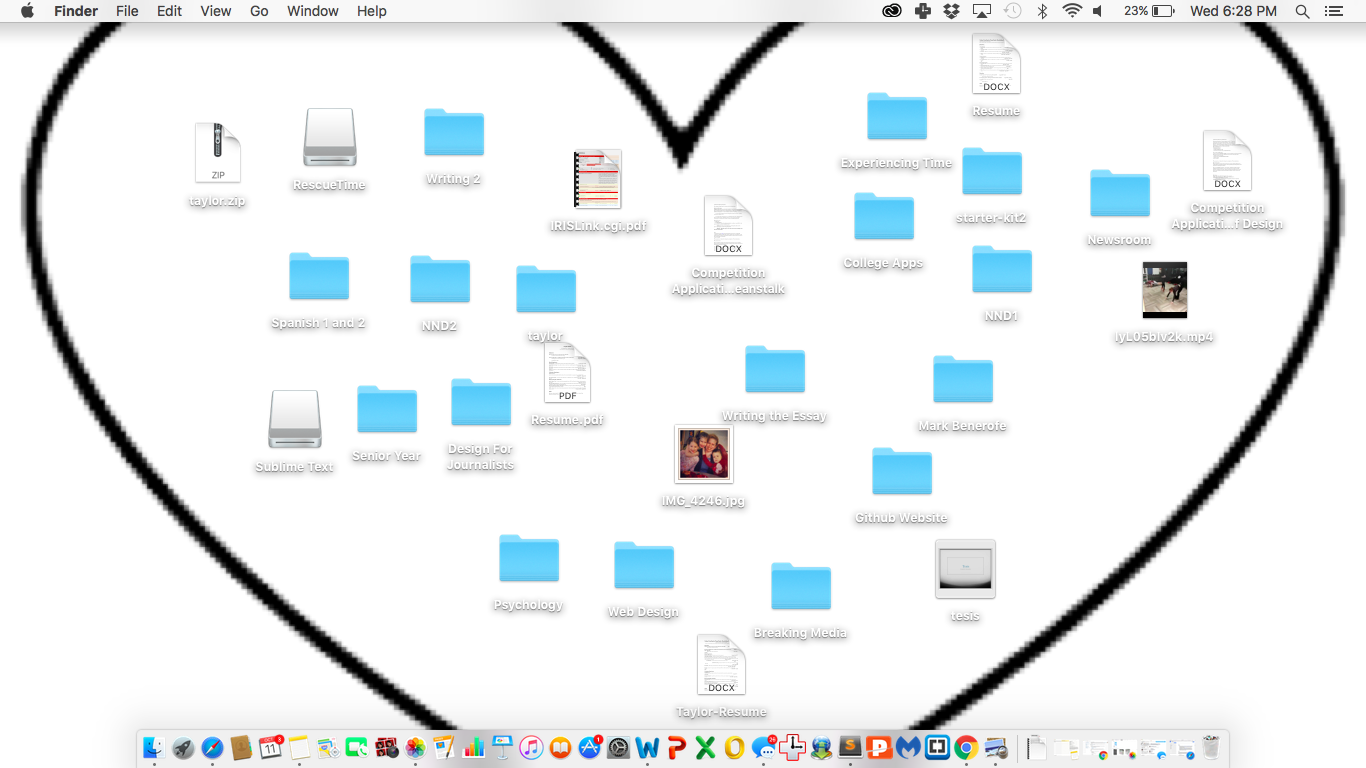 Finder File Edit View Go Window Help 23% Wed 6:28 PM
DOCX
Resume
Experiencing Time
ZIP
taylor.zip
RescueTime
Writing 2
IRISLink.cgi.pdf
DOCX
Competition
Applicati...eanstalk
starter-kit2
College Apps
Newsroom
DOCX
Competition
Applicati...f Design
Spanish 1 and 2
NND2
taylor
NND1
lyL05blv2k.mp4
PDF
Resume.pdf
Writing the Essay
Mark Benerofe
Sublime Text
Senior Year
Design For
Journalists
IMG_4246.jpg
Github Website
Psychology
Web Design
Breaking Media
tesis
DOCX
Taylor-Resume
11